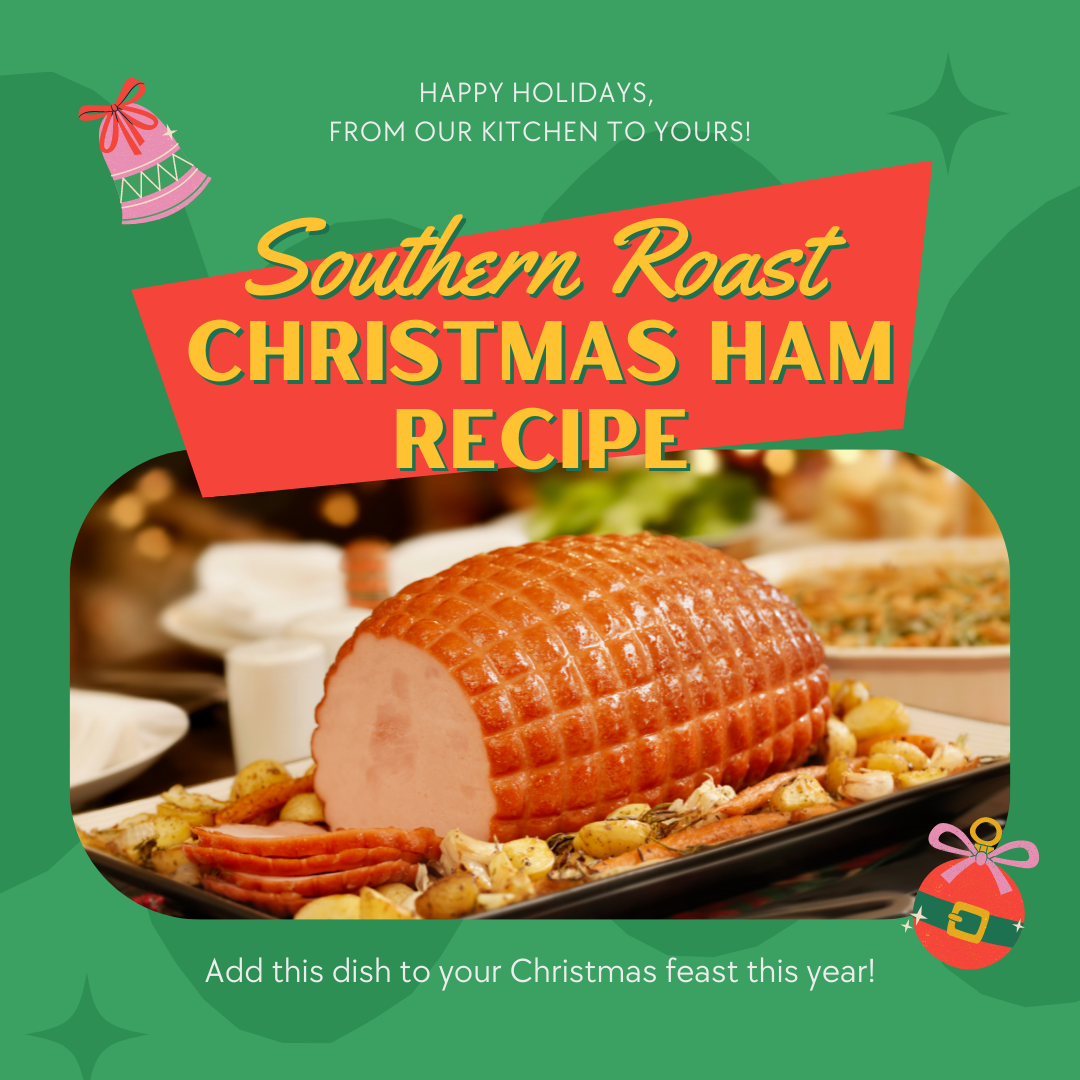 HAPPY HOLIDAYS,
FROM OUR KITCHEN TO YOURS!
Southern Roast
CHRISTMAS HAM
RECIPE
Add this dish to your Christmas feast this year!